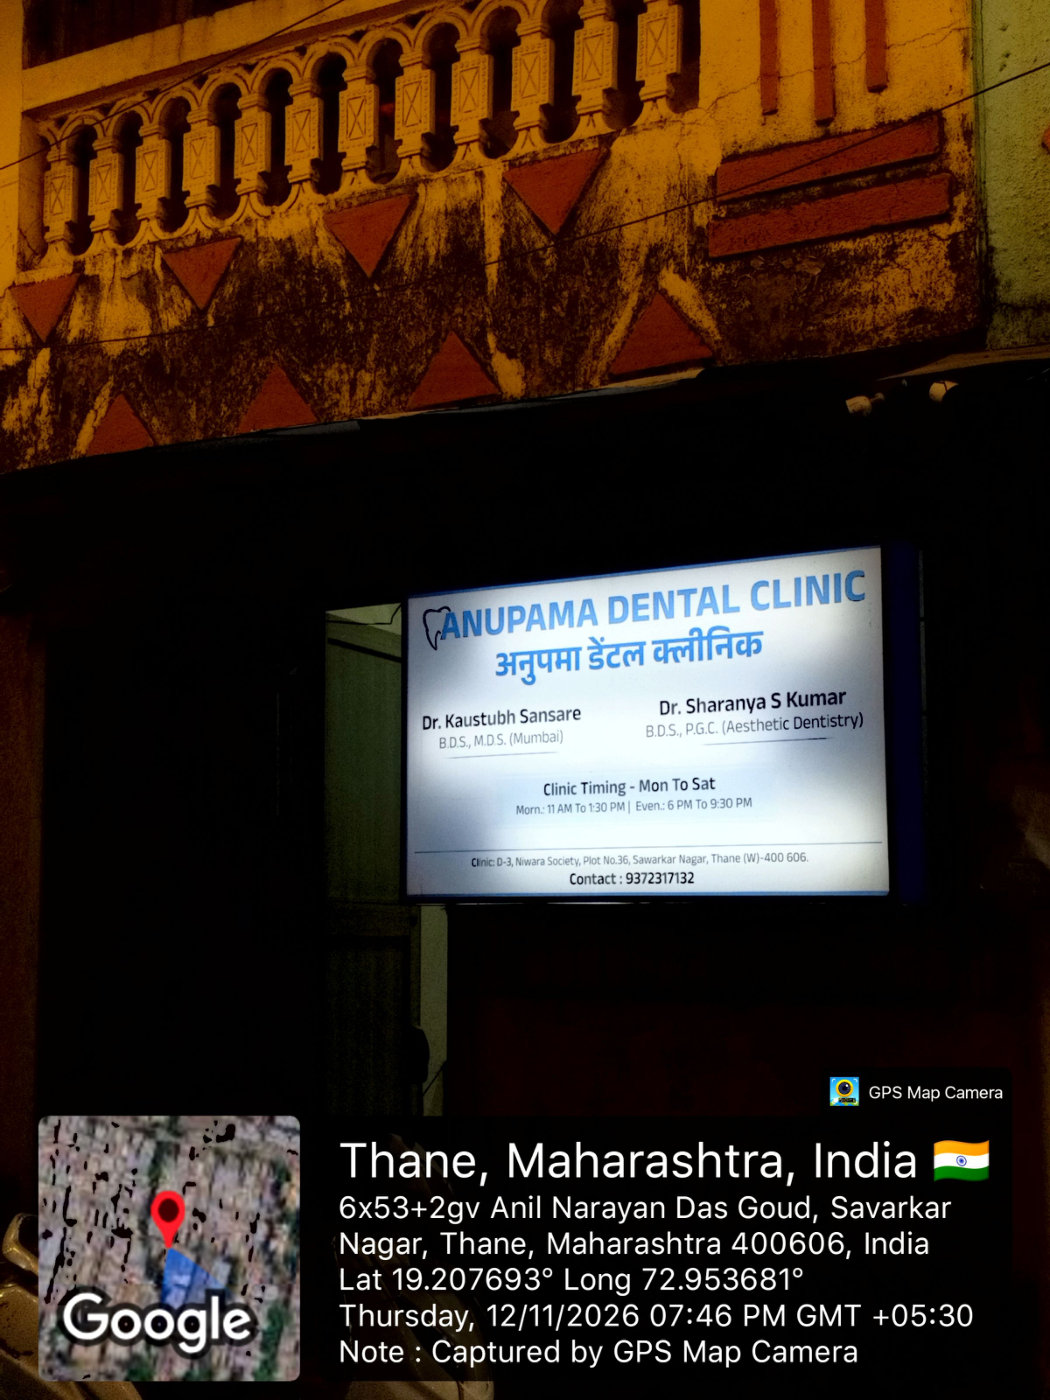 ANUPAMA DENTAL CLINIC
अनुपमा डेंटल क्लीनिक
Dr. Kaustubh Sansare
B.D.S., M.D.S. (Mumbai)
Dr. Sharanya S Kumar
B.D.S., P.G.C. (Aesthetic Dentistry)
Clinic Timing - Mon To Sat
Morn.: 11 AM To 1:30 PM | Even.: 6 PM To 9:30 PM
Clinic: D-3, Niwara Society, Plot No.36, Sawarkar Nagar, Thane (W)-400 606.
Contact : 9372317132
GPS Map Camera
Google
Thane, Maharashtra, India
6x53+2gv Anil Narayan Das Goud, Savarkar
Nagar, Thane, Maharashtra 400606, India
Lat 19.207693° Long 72.953681°
Thursday, 12/11/2026 07:46 PM GMT +05:30
Note : Captured by GPS Map Camera